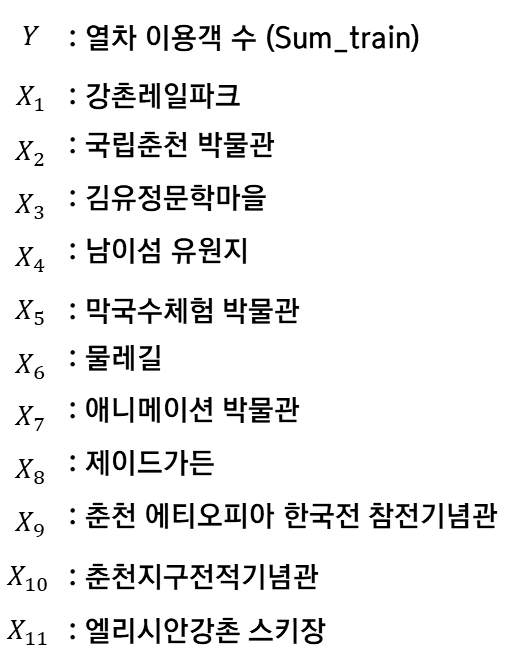 Y : 열차 이용객 수 (Sum_train)
X₁ : 강촌레일파크
X₂ : 국립춘천 박물관
X₃ : 김유정문학마을
X₄ : 남이섬 유원지
X₅ : 막국수체험 박물관
X₆ : 물레길
X₇ : 애니메이션 박물관
X₈ : 제이드가든
X₉ : 춘천 에티오피아 한국전 참전기념관
X₁₀ : 춘천지구전적기념관
X₁₁ : 엘리시안강촌 스키장